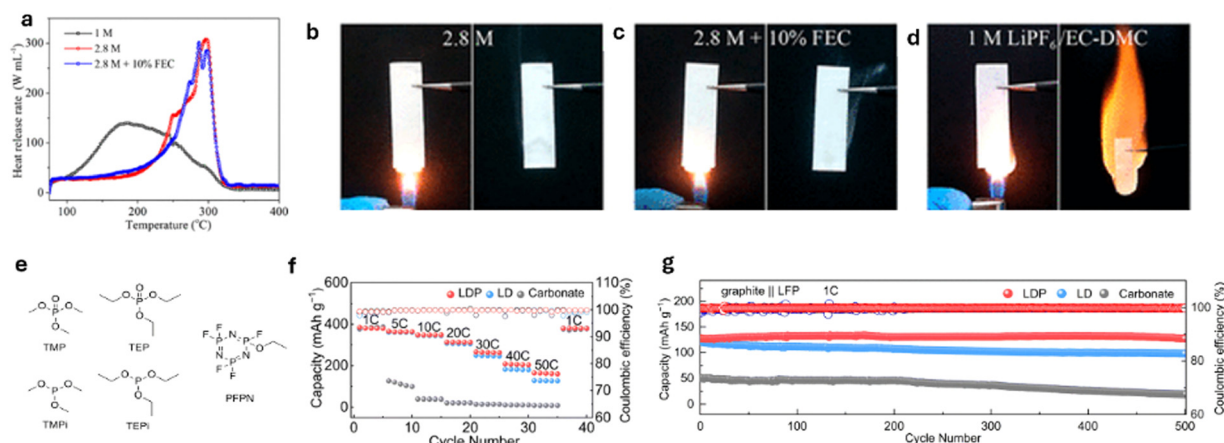 a
1 M
2.8 M
2.8 M + 10% FEC
Heat release rate (W mL⁻¹)
300
200
100
0
100
200
300
400
Temperature (°C)
b
2.8 M
c
2.8 M + 10% FEC
d
1 M LiPF₆/EC-DMC
e
TMP
TEP
TMPi
TEPi
PFPN
f
LDP
LD
Carbonate
1C
5C
10C
20C
30C
40C
50C
1C
Capacity (mAh g⁻¹)
600
400
200
0
0
10
20
30
40
Cycle Number
Coulombic efficiency (%)
110
100
90
80
70
60
g
graphite || LFP
1C
LDP
LD
Carbonate
Capacity (mAh g⁻¹)
200
150
100
50
0
0
100
200
300
400
500
Cycle Number
Coulombic efficiency (%)
100
80
60